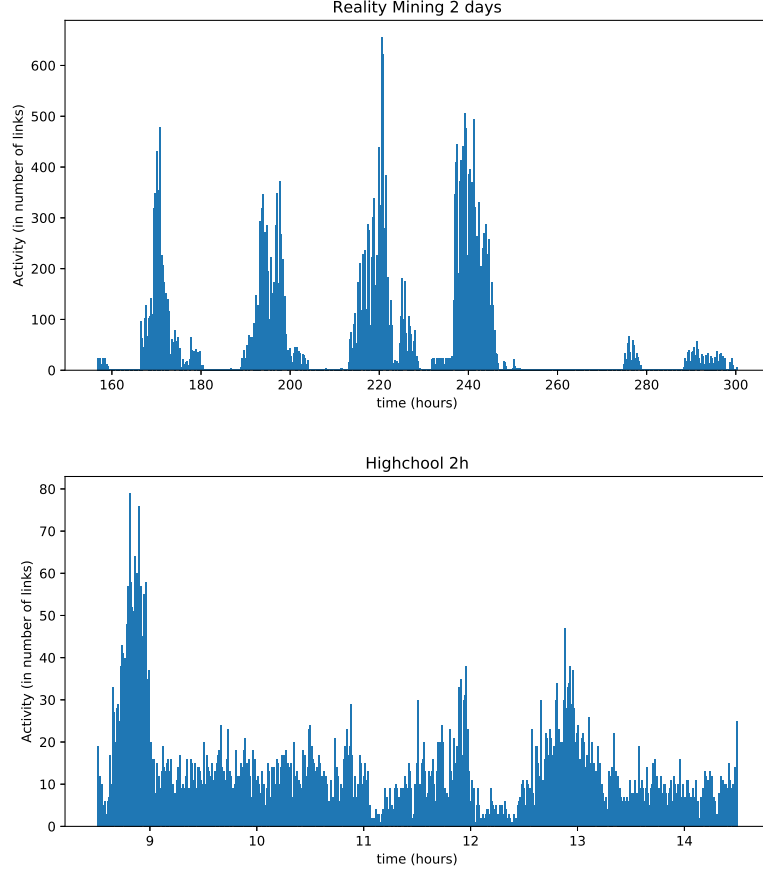 Reality Mining 2 days
Activity (in number of links)
600
500
400
300
200
100
0
160 180 200 220 240 260 280 300
time (hours)
Highchool 2h
Activity (in number of links)
80
70
60
50
40
30
20
10
0
9 10 11 12 13 14
time (hours)